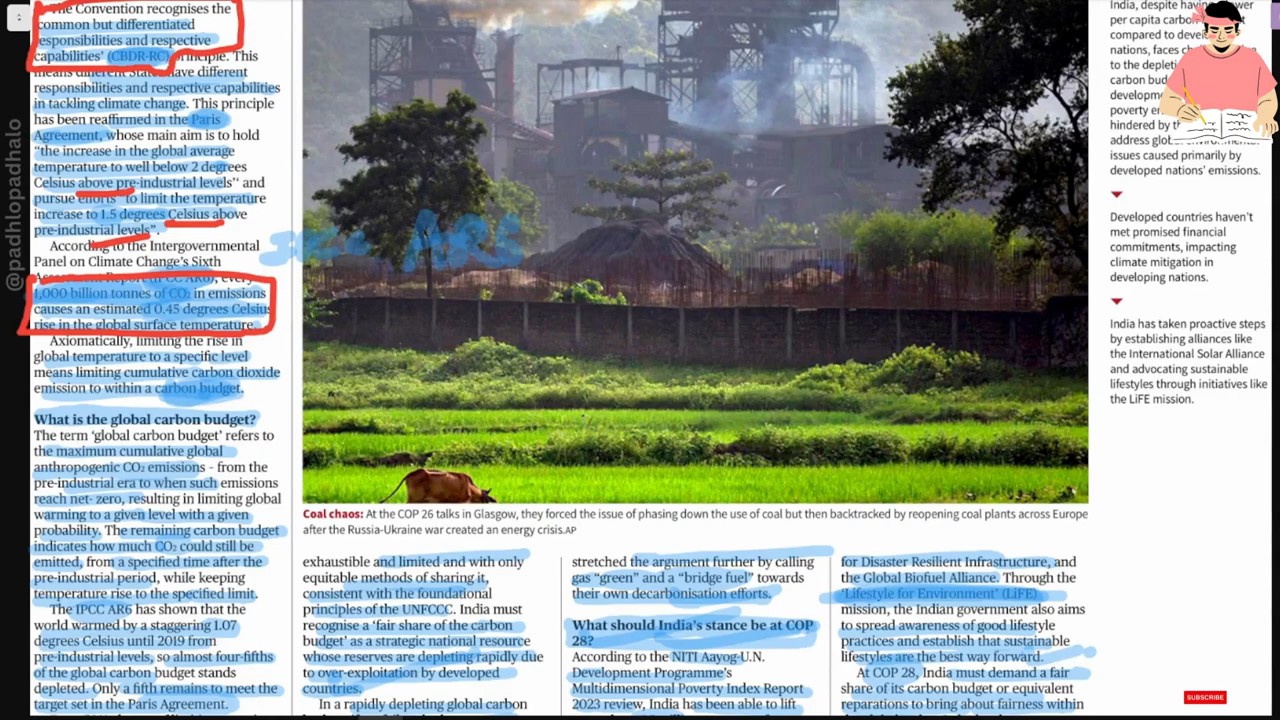 The Convention recognises the
common but differentiated
responsibilities and respective
capabilities' (CBDR-RC) principle. This
means different States have different
responsibilities and respective capabilities
in tackling climate change. This principle
has been reaffirmed in the Paris
Agreement, whose main aim is to hold
“the increase in the global average
temperature to well below 2 degrees
Celsius above pre-industrial levels” and
pursue efforts “to limit the temperature
increase to 1.5 degrees Celsius above
pre-industrial levels”.
According to the Intergovernmental
Panel on Climate Change’s Sixth
Assessment Report (IPCC AR6), every
1,000 billion tonnes of CO₂ in emissions
causes an estimated 0.45 degrees Celsius
rise in the global surface temperature.
Axiomatically, limiting the rise in
global temperature to a specific level
means limiting cumulative carbon dioxide
emission to within a carbon budget.
What is the global carbon budget?
The term ‘global carbon budget’ refers to
the maximum cumulative global
anthropogenic CO₂ emissions - from the
pre-industrial era to when such emissions
reach net- zero, resulting in limiting global
warming to a given level with a given
probability. The remaining carbon budget
indicates how much CO₂ could still be
emitted, from a specified time after the
pre-industrial period, while keeping
temperature rise to the specified limit.
The IPCC AR6 has shown that the
world warmed by a staggering 1.07
degrees Celsius until 2019 from
pre-industrial levels, so almost four-fifths
of the global carbon budget stands
depleted. Only a fifth remains to meet the
target set in the Paris Agreement.
Coal chaos: At the COP 26 talks in Glasgow, they forced the issue of phasing down the use of coal but then backtracked by reopening coal plants across Europe
after the Russia-Ukraine war created an energy crisis.AP
exhaustible and limited and with only
equitable methods of sharing it,
consistent with the foundational
principles of the UNFCCC. India must
recognise a ‘fair share of the carbon
budget’ as a strategic national resource
whose reserves are depleting rapidly due
to over-exploitation by developed
countries.
In a rapidly depleting global carbon
stretched the argument further by calling
gas “green” and a “bridge fuel” towards
their own decarbonisation efforts.
What should India’s stance be at COP
28?
According to the NITI Aayog-U.N.
Development Programme’s
Multidimensional Poverty Index Report
2023 review, India has been able to lift
for Disaster Resilient Infrastructure, and
the Global Biofuel Alliance. Through the
‘Lifestyle for Environment’ (LiFE)
mission, the Indian government also aims
to spread awareness of good lifestyle
practices and establish that sustainable
lifestyles are the best way forward.
At COP 28, India must demand a fair
share of its carbon budget or equivalent
reparations to bring about fairness within
India, despite having lower
per capita carbon
compared to develo
nations, faces ch
to the depleti
carbon bud
developme
poverty er
hindered by th
address glob
issues caused primarily by
developed nations’ emissions.
Developed countries haven’t
met promised financial
commitments, impacting
climate mitigation in
developing nations.
India has taken proactive steps
by establishing alliances like
the International Solar Alliance
and advocating sustainable
lifestyles through initiatives like
the LiFE mission.
@padhlopadhalo
SUBSCRIBE